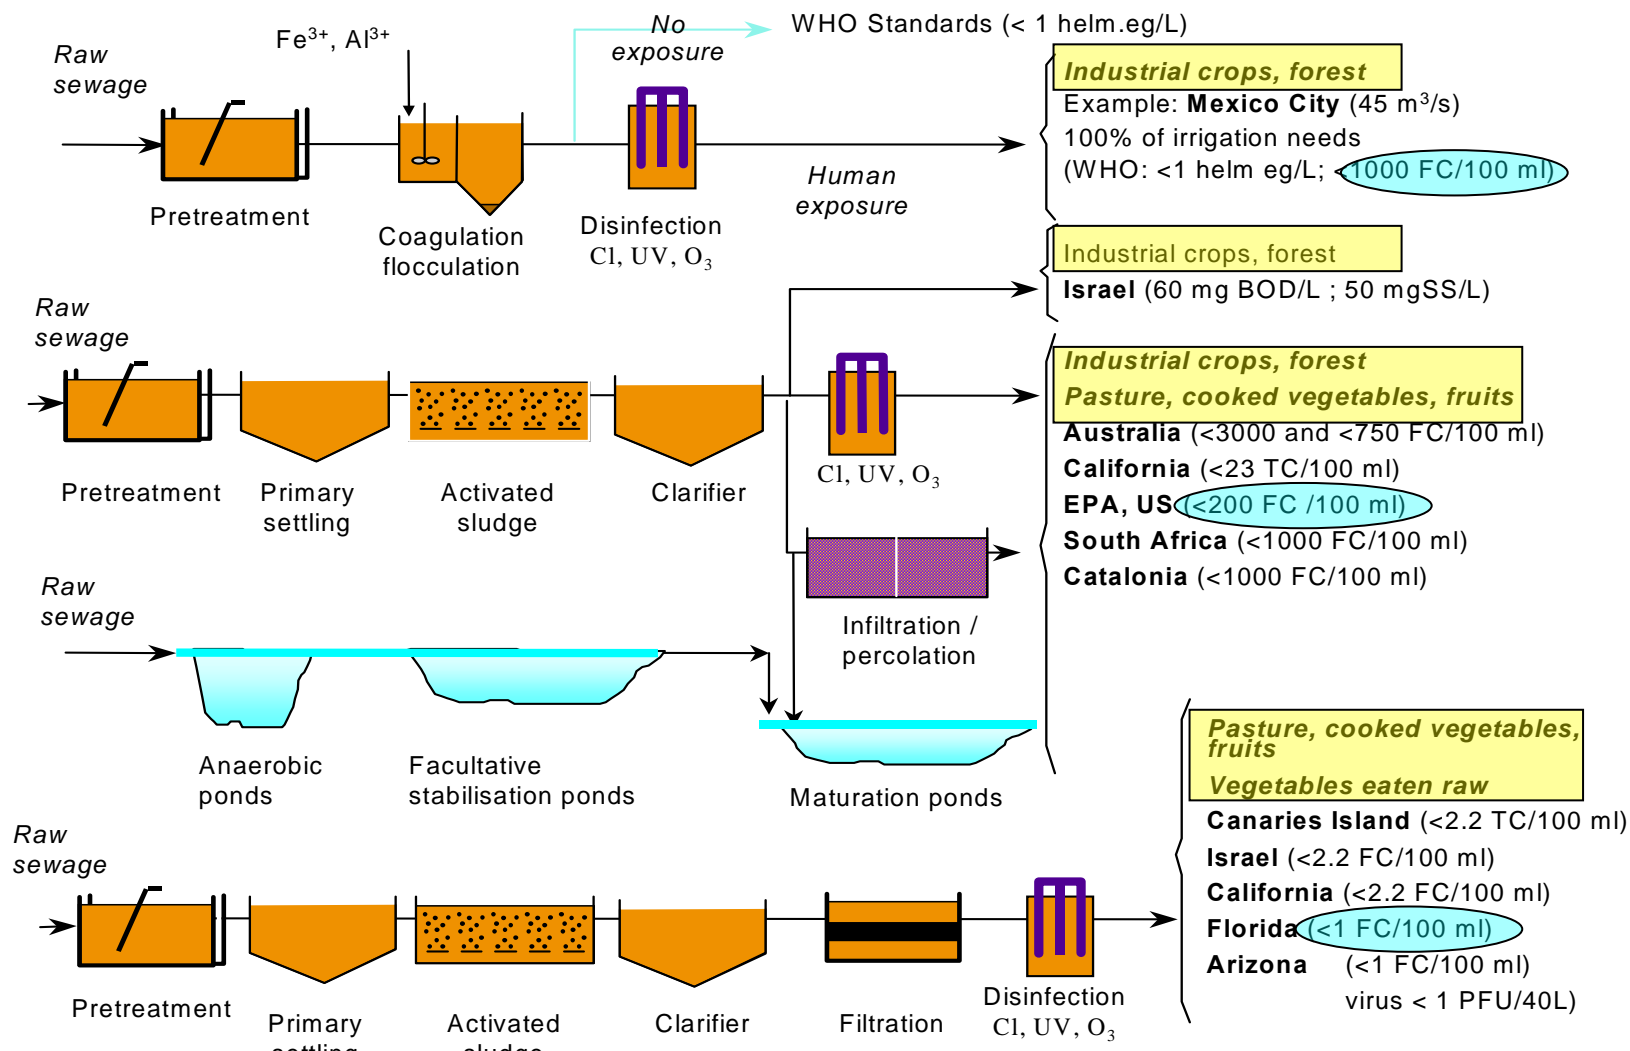 Raw
sewage
Fe³⁺, Al³⁺
No
exposure
WHO Standards (< 1 helm.eg/L)
Pretreatment
Coagulation
flocculation
Disinfection
Cl, UV, O₃
Human
exposure
Industrial crops, forest
Example: Mexico City (45 m³/s)
100% of irrigation needs
(WHO: <1 helm eg/L; <1000 FC/100 ml)
Industrial crops, forest
Israel (60 mg BOD/L ; 50 mgSS/L)
Raw
sewage
Pretreatment
Primary
settling
Activated
sludge
Clarifier
Cl, UV, O₃
Industrial crops, forest
Pasture, cooked vegetables, fruits
Australia (<3000 and <750 FC/100 ml)
California (<23 TC/100 ml)
EPA, US (<200 FC /100 ml)
South Africa (<1000 FC/100 ml)
Catalonia (<1000 FC/100 ml)
Infiltration /
percolation
Raw
sewage
Anaerobic
ponds
Facultative
stabilisation ponds
Maturation ponds
Pasture, cooked vegetables,
fruits
Vegetables eaten raw
Canaries Island (<2.2 TC/100 ml)
Israel (<2.2 FC/100 ml)
California (<2.2 FC/100 ml)
Florida (<1 FC/100 ml)
Arizona (<1 FC/100 ml)
virus < 1 PFU/40L)
Raw
sewage
Pretreatment
Primary
settling
Activated
sludge
Clarifier
Filtration
Disinfection
Cl, UV, O₃